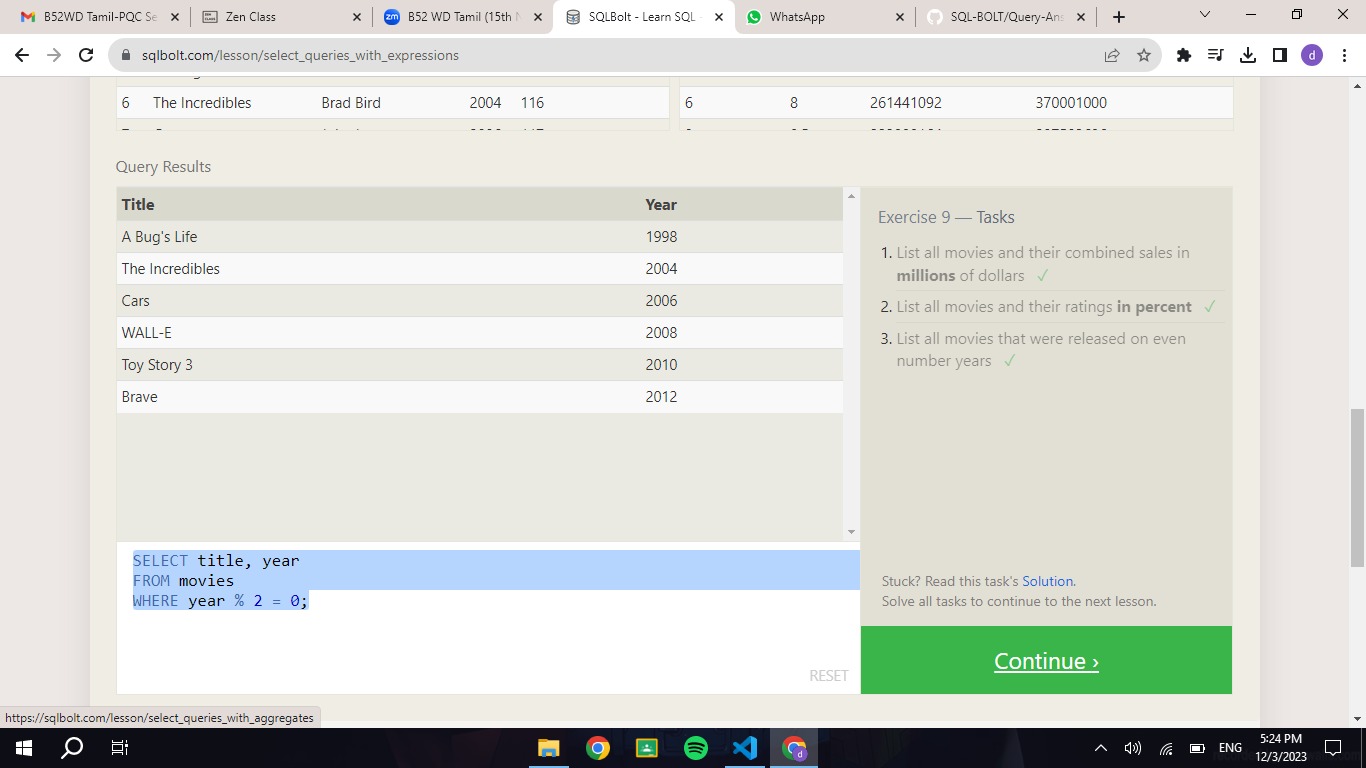 B52WD Tamil-PQC Se
Zen Class
B52 WD Tamil (15th N
SQLBolt - Learn SQL
WhatsApp
SQL-BOLT/Query-Ans
sqlbolt.com/lesson/select_queries_with_expressions
d
6 The Incredibles Brad Bird 2004 116
6 8 261441092 370001000
Query Results
Title Year
A Bug's Life 1998
The Incredibles 2004
Cars 2006
WALL-E 2008
Toy Story 3 2010
Brave 2012
Exercise 9 — Tasks
1. List all movies and their combined sales in
millions of dollars ✓
2. List all movies and their ratings in percent ✓
3. List all movies that were released on even
number years ✓
SELECT title, year
FROM movies
WHERE year % 2 = 0;
RESET
Stuck? Read this task's Solution.
Solve all tasks to continue to the next lesson.
Continue ›
https://sqlbolt.com/lesson/select_queries_with_aggregates
ENG
5:24 PM
12/3/2023